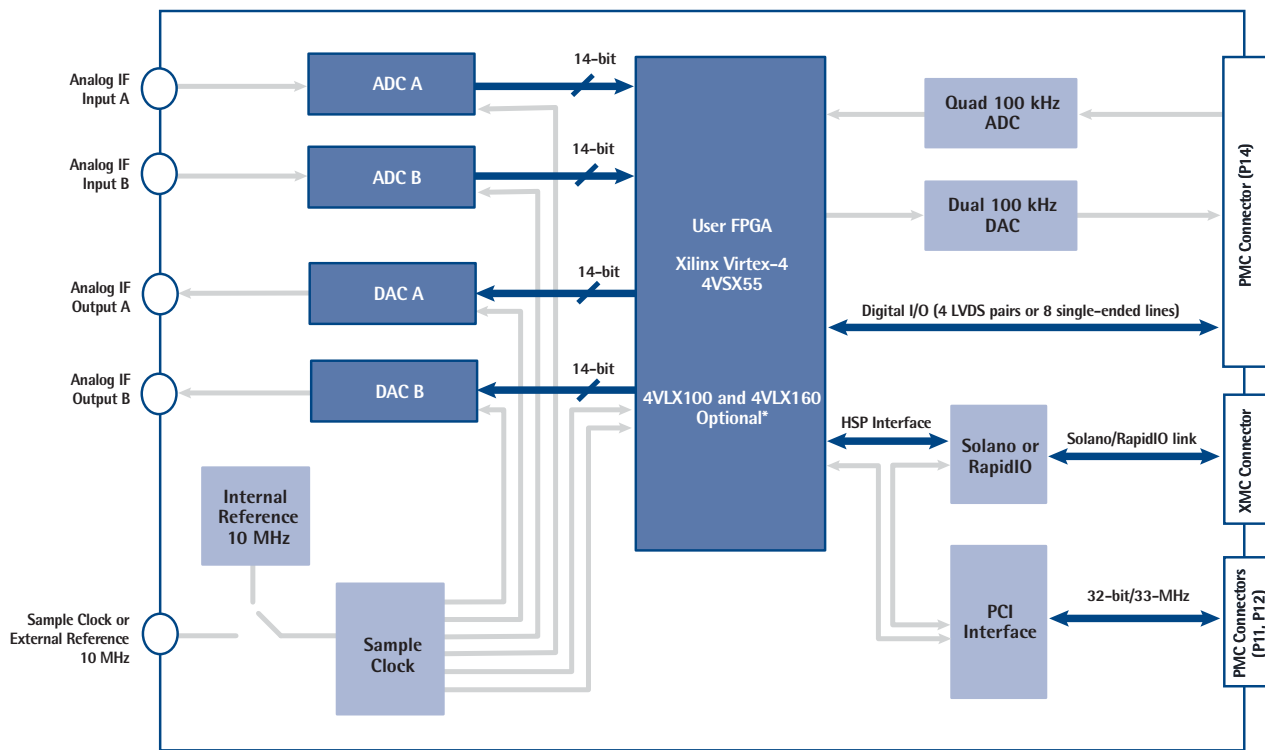 Analog IF
Input A
ADC A
14-bit
Analog IF
Input B
ADC B
14-bit
Analog IF
Output A
DAC A
14-bit
Analog IF
Output B
DAC B
14-bit
Internal
Reference
10 MHz
Sample Clock or
External Reference
10 MHz
Sample
Clock
User FPGA
Xilinx Virtex-4
4VSX55
4VLX100 and 4VLX160
Optional*
Quad 100 kHz
ADC
Dual 100 kHz
DAC
Digital I/O (4 LVDS pairs or 8 single-ended lines)
PMC Connector (P14)
HSP Interface
Solano or
RapidIO
Solano/RapidIO link
XMC Connector
PCI
Interface
32-bit/33-MHz
PMC Connectors
(P11, P12)